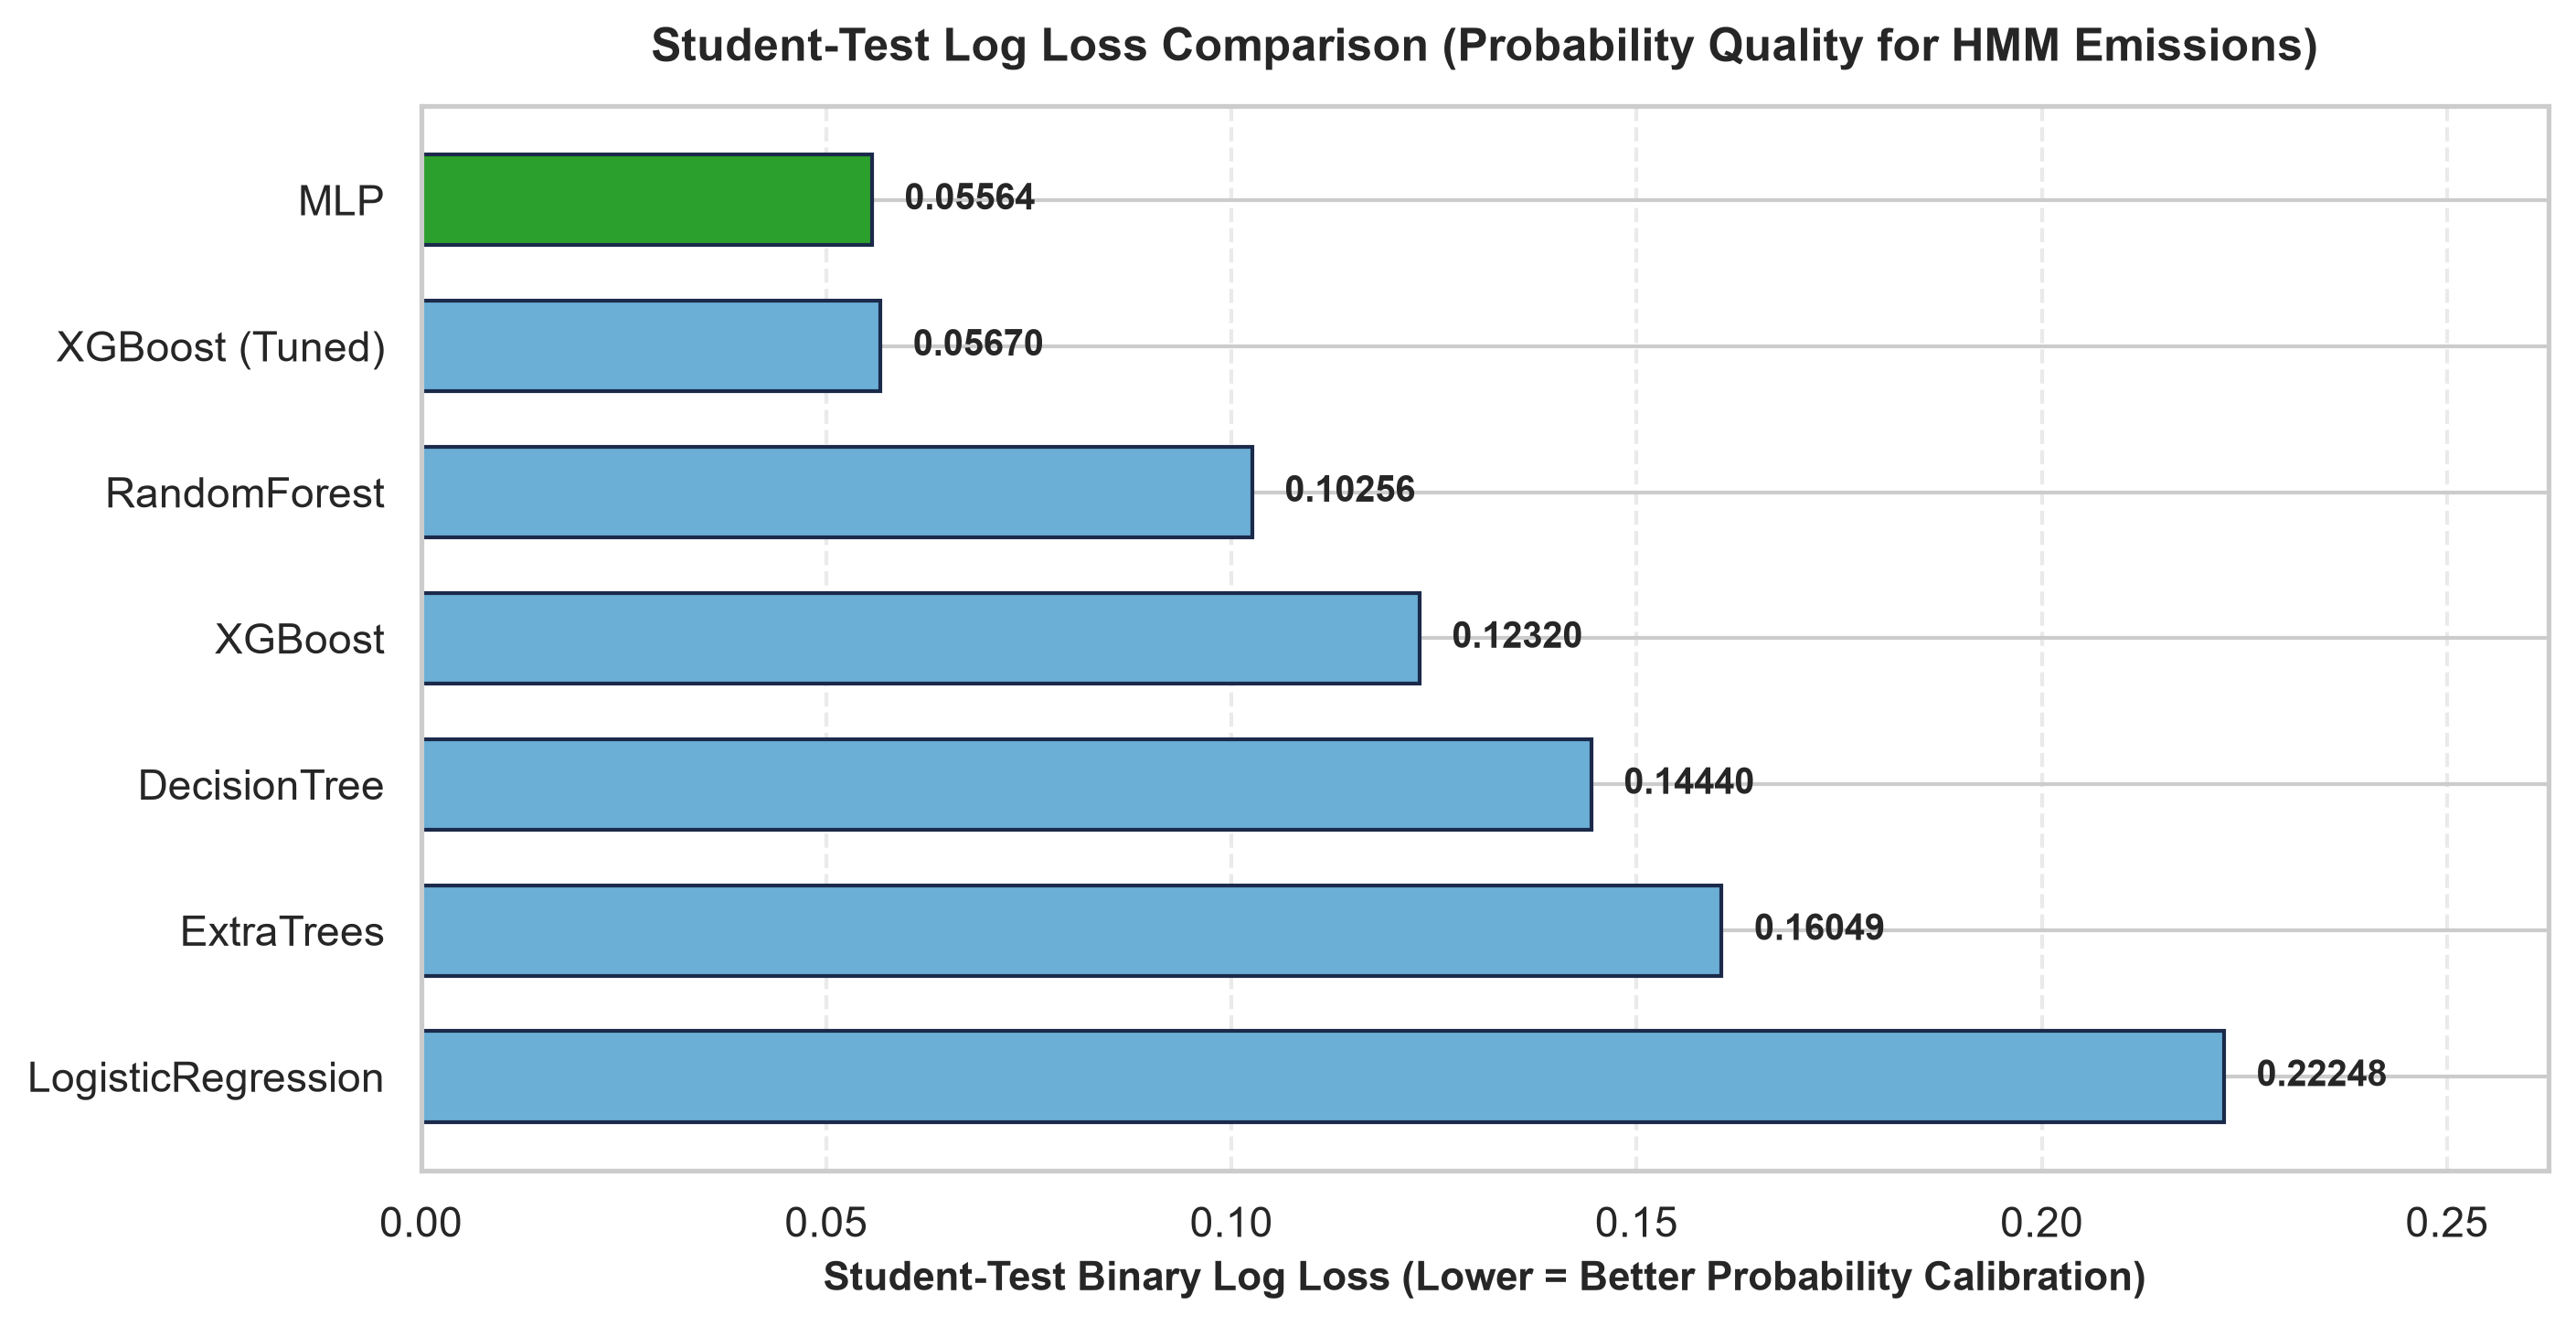 Student-Test Log Loss Comparison (Probability Quality for HMM Emissions)
MLP
0.05564
XGBoost (Tuned)
0.05670
RandomForest
0.10256
XGBoost
0.12320
DecisionTree
0.14440
ExtraTrees
0.16049
LogisticRegression
0.22248
0.00 0.05 0.10 0.15 0.20 0.25
Student-Test Binary Log Loss (Lower = Better Probability Calibration)